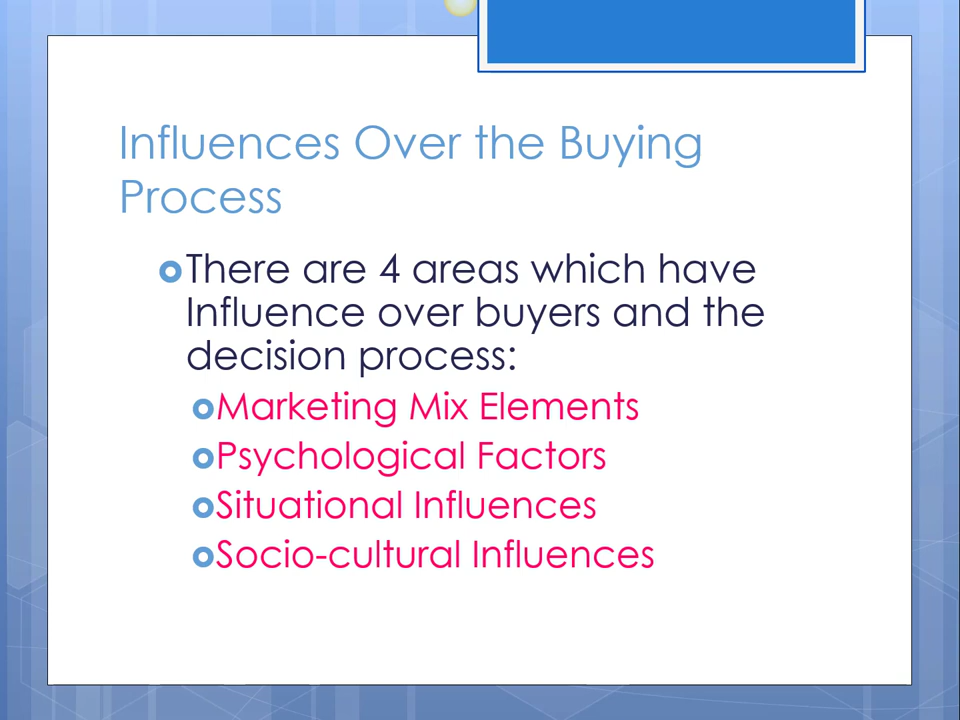 Influences Over the Buying
Process
There are 4 areas which have
Influence over buyers and the
decision process:
Marketing Mix Elements
Psychological Factors
Situational Influences
Socio-cultural Influences